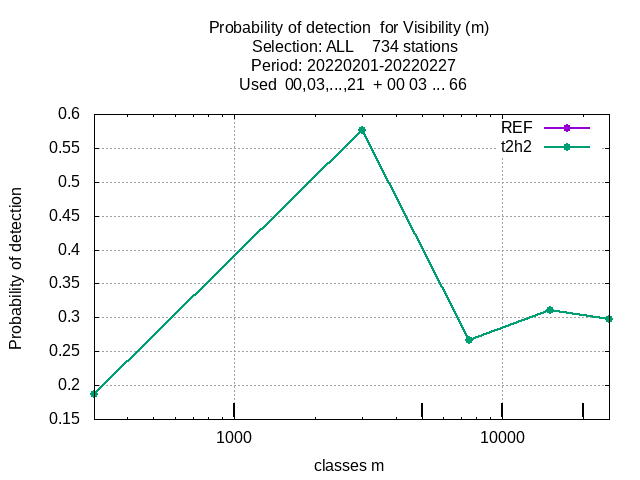 Probability of detection  for Visibility (m)
Selection: ALL    734 stations
Period: 20220201-20220227
Used  00,03,...,21  + 00 03 ... 66
REF
t2h2
0.6
0.55
0.5
0.45
0.4
0.35
0.3
0.25
0.2
0.15
Probability of detection
1000
10000
classes m